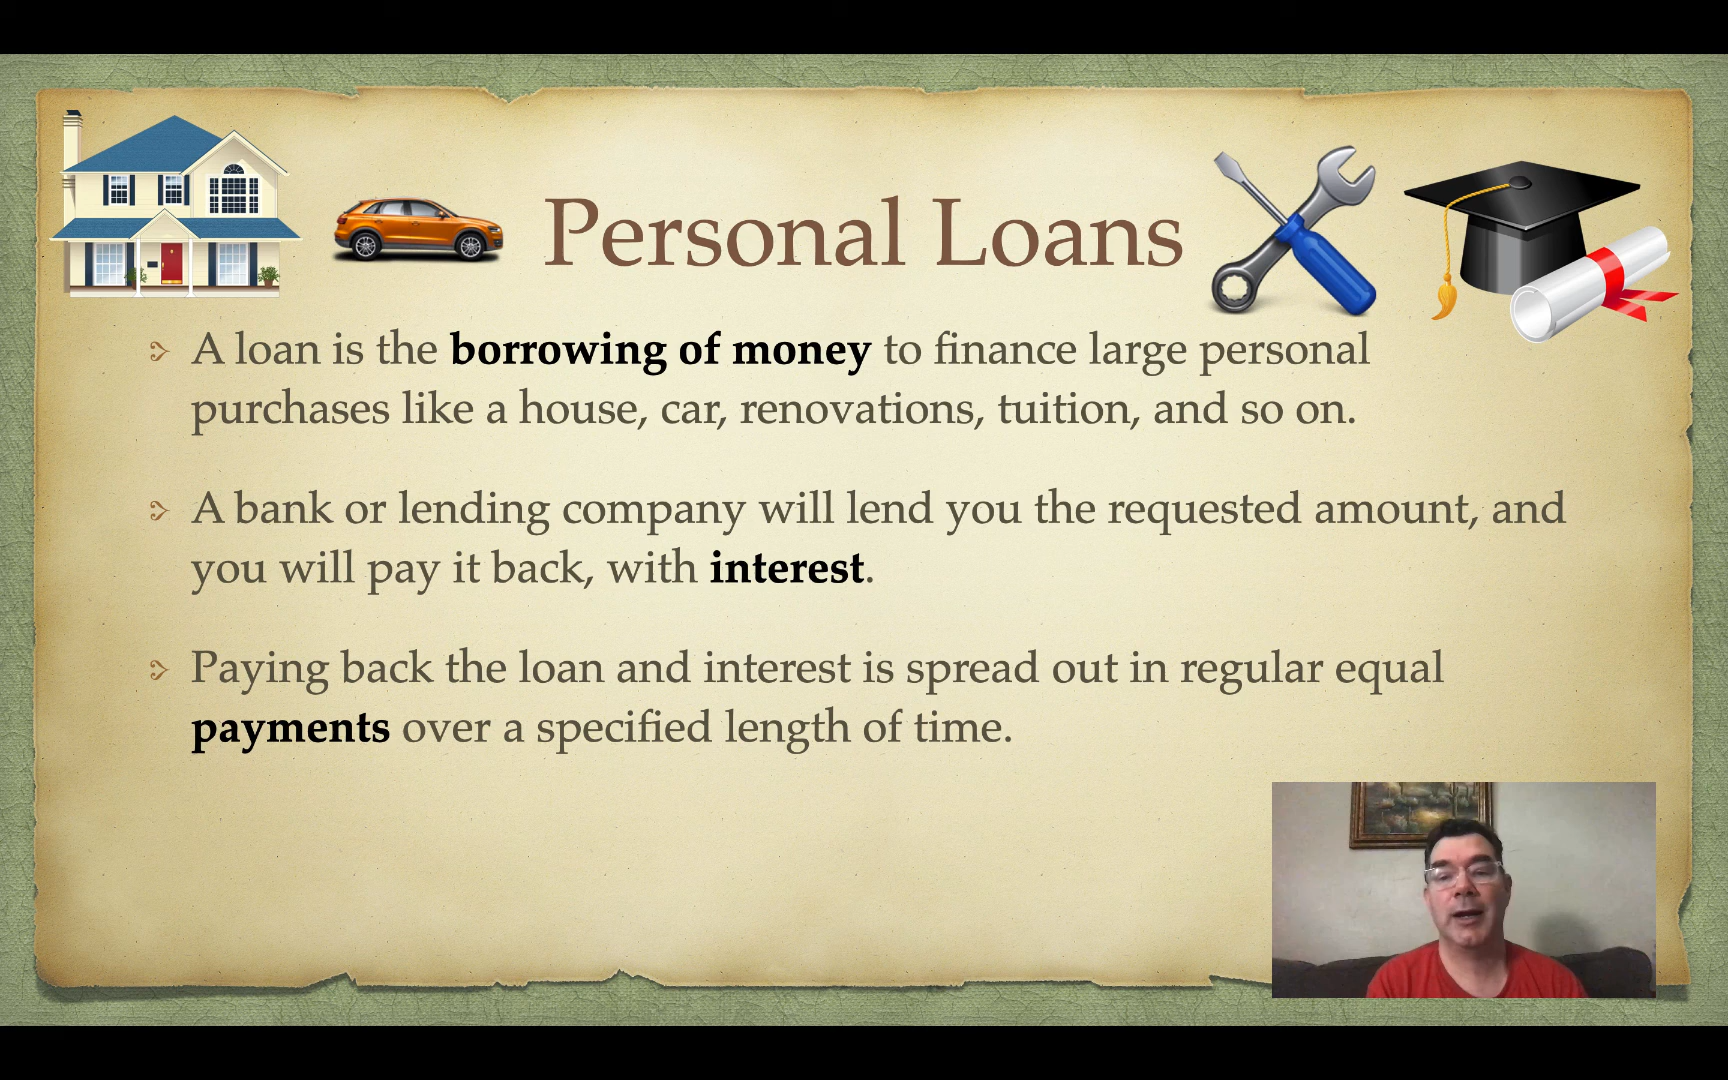 Personal Loans
A loan is the borrowing of money to finance large personal
purchases like a house, car, renovations, tuition, and so on.
A bank or lending company will lend you the requested amount, and
you will pay it back, with interest.
Paying back the loan and interest is spread out in regular equal
payments over a specified length of time.